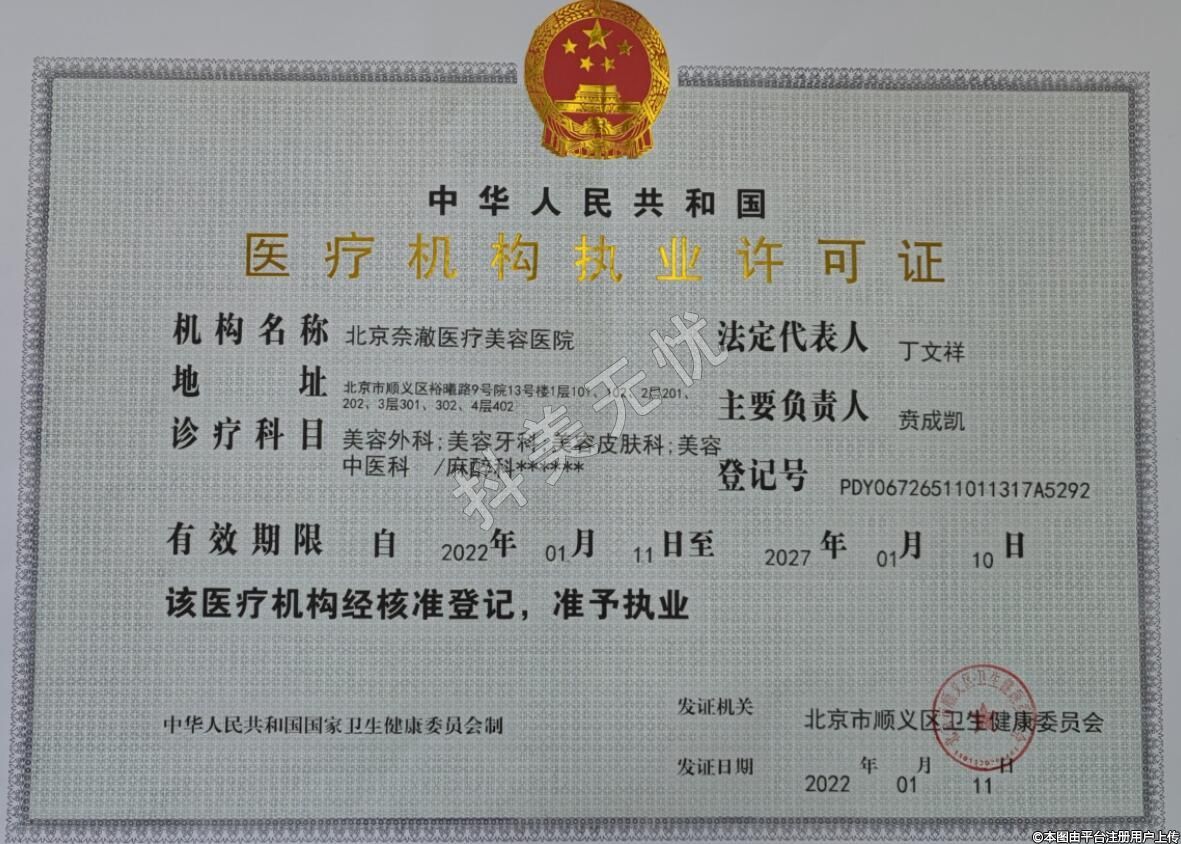 中华人民共和国
医疗机构执业许可证
机构名称 北京奈澈医疗美容医院
法定代表人 丁文祥
地址 北京市顺义区裕曦路9号院13号楼1层101、102、2层201、
202、3层301、302、4层402
主要负责人 贲成凯
诊疗科目 美容外科;美容牙科;美容皮肤科;美容
中医科 /麻醉科******
登记号 PDY06726511011317A5292
有效期限 自 2022年 01月 11日至 2027年 01月 10日
该医疗机构经核准登记，准予执业
中华人民共和国国家卫生健康委员会制
发证机关 北京市顺义区卫生健康委员会
发证日期 2022年 01月 11日
抖美无忧
©本图由平台注册用户上传